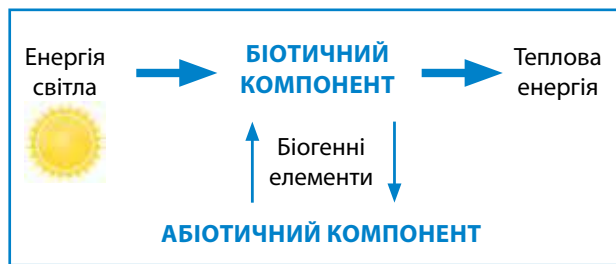 Енергія
світла
БІОТИЧНИЙ
КОМПОНЕНТ
Теплова
енергія
Біогенні
елементи
АБІОТИЧНИЙ КОМПОНЕНТ